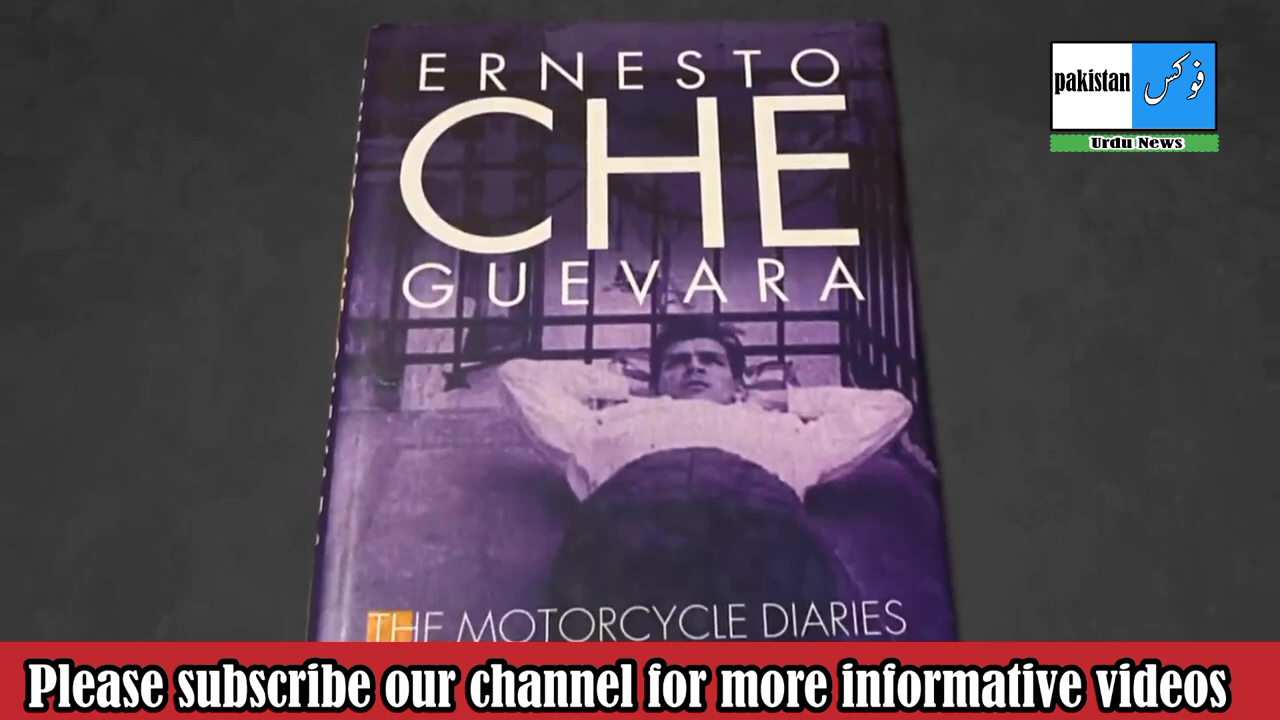 ERNESTO
CHE
GUEVARA
THE MOTORCYCLE DIARIES
pakistan فوکس
Urdu News
Please subscribe our channel for more informative videos